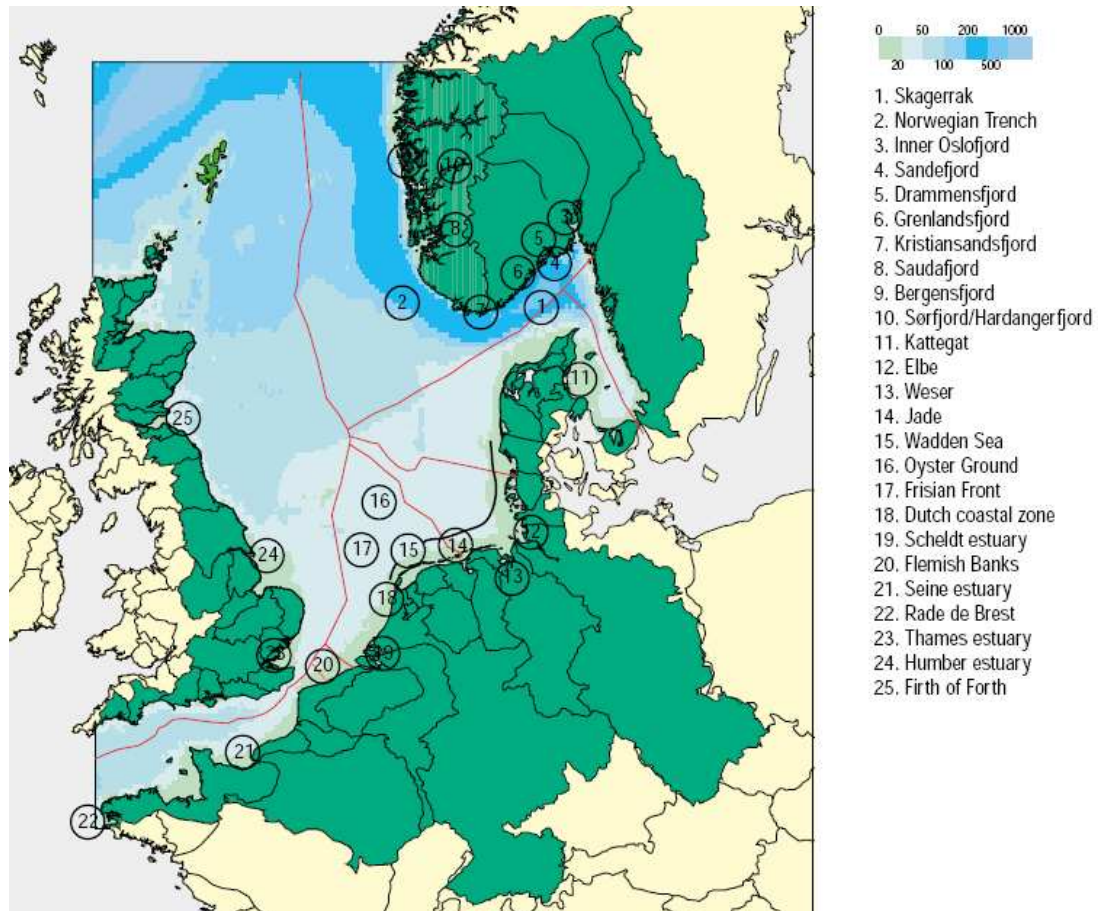 0 50 200 1000
20 100 500
1. Skagerrak
2. Norwegian Trench
3. Inner Oslofjord
4. Sandefjord
5. Drammensfjord
6. Grenlandsfjord
7. Kristiansandsfjord
8. Saudafjord
9. Bergensfjord
10. Sørfjord/Hardangerfjord
11. Kattegat
12. Elbe
13. Weser
14. Jade
15. Wadden Sea
16. Oyster Ground
17. Frisian Front
18. Dutch coastal zone
19. Scheldt estuary
20. Flemish Banks
21. Seine estuary
22. Rade de Brest
23. Thames estuary
24. Humber estuary
25. Firth of Forth
10
3
8
5
4
6
2
7
1
11
25
16
12
24
17
15
14
13
18
23
20
19
21
22